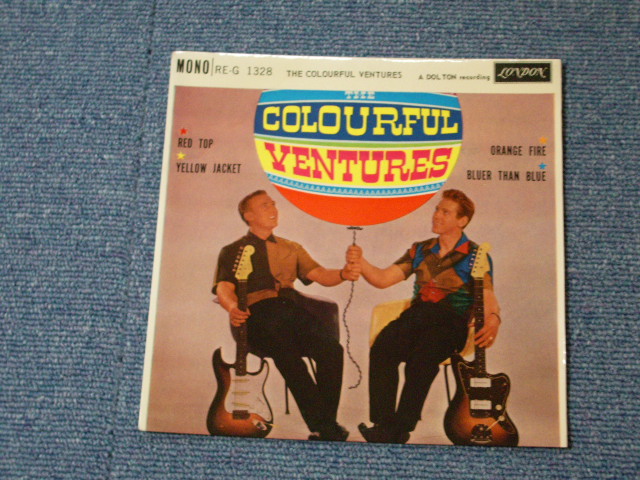 MONO RE-G 1328 THE COLOURFUL VENTURES A DOLTON recording LONDON
THE
COLOURFUL
VENTURES
RED TOP
YELLOW JACKET
ORANGE FIRE
BLUER THAN BLUE